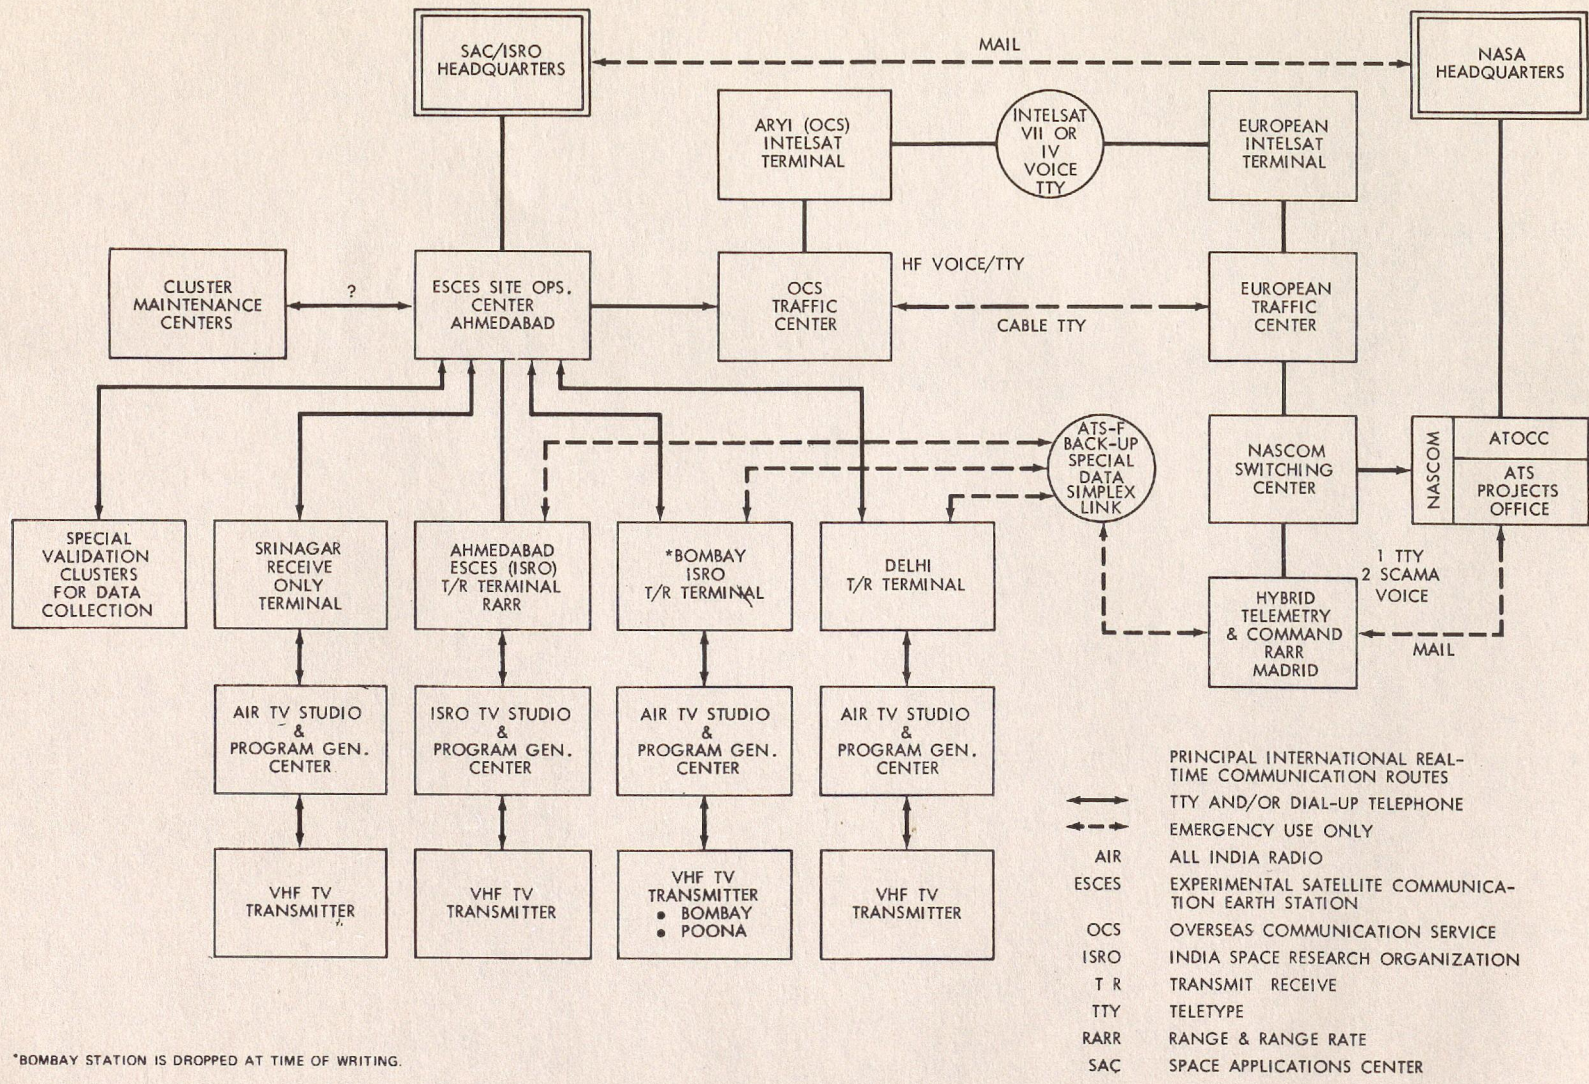 SAC/ISRO
HEADQUARTERS
MAIL
NASA
HEADQUARTERS
ARYI (OCS)
INTELSAT
TERMINAL
INTELSAT
VII OR
IV
VOICE
TTY
EUROPEAN
INTELSAT
TERMINAL
CLUSTER
MAINTENANCE
CENTERS
?
ESCES SITE OPS.
CENTER
AHMEDABAD
OCS
TRAFFIC
CENTER
HF VOICE/TTY
CABLE TTY
EUROPEAN
TRAFFIC
CENTER
ATS-F
BACK-UP
SPECIAL
DATA
SIMPLEX
LINK
NASCOM
SWITCHING
CENTER
NASCOM
ATOCC
ATS
PROJECTS
OFFICE
SPECIAL
VALIDATION
CLUSTERS
FOR DATA
COLLECTION
SRINAGAR
RECEIVE
ONLY
TERMINAL
AHMEDABAD
ESCES (ISRO)
T/R TERMINAL
RARR
*BOMBAY
ISRO
T/R TERMINAL
DELHI
T/R TERMINAL
1 TTY
2 SCAMA
VOICE
HYBRID
TELEMETRY
& COMMAND
RARR
MADRID
MAIL
AIR TV STUDIO
&
PROGRAM GEN.
CENTER
ISRO TV STUDIO
&
PROGRAM GEN.
CENTER
AIR TV STUDIO
&
PROGRAM GEN.
CENTER
AIR TV STUDIO
&
PROGRAM GEN.
CENTER
VHF TV
TRANSMITTER
VHF TV
TRANSMITTER
VHF TV
TRANSMITTER
• BOMBAY
• POONA
VHF TV
TRANSMITTER
PRINCIPAL INTERNATIONAL REAL-
TIME COMMUNICATION ROUTES
TTY AND/OR DIAL-UP TELEPHONE
EMERGENCY USE ONLY
AIR ALL INDIA RADIO
ESCES EXPERIMENTAL SATELLITE COMMUNICA-
TION EARTH STATION
OCS OVERSEAS COMMUNICATION SERVICE
ISRO INDIA SPACE RESEARCH ORGANIZATION
T R TRANSMIT RECEIVE
TTY TELETYPE
RARR RANGE & RANGE RATE
SAC SPACE APPLICATIONS CENTER
*BOMBAY STATION IS DROPPED AT TIME OF WRITING.